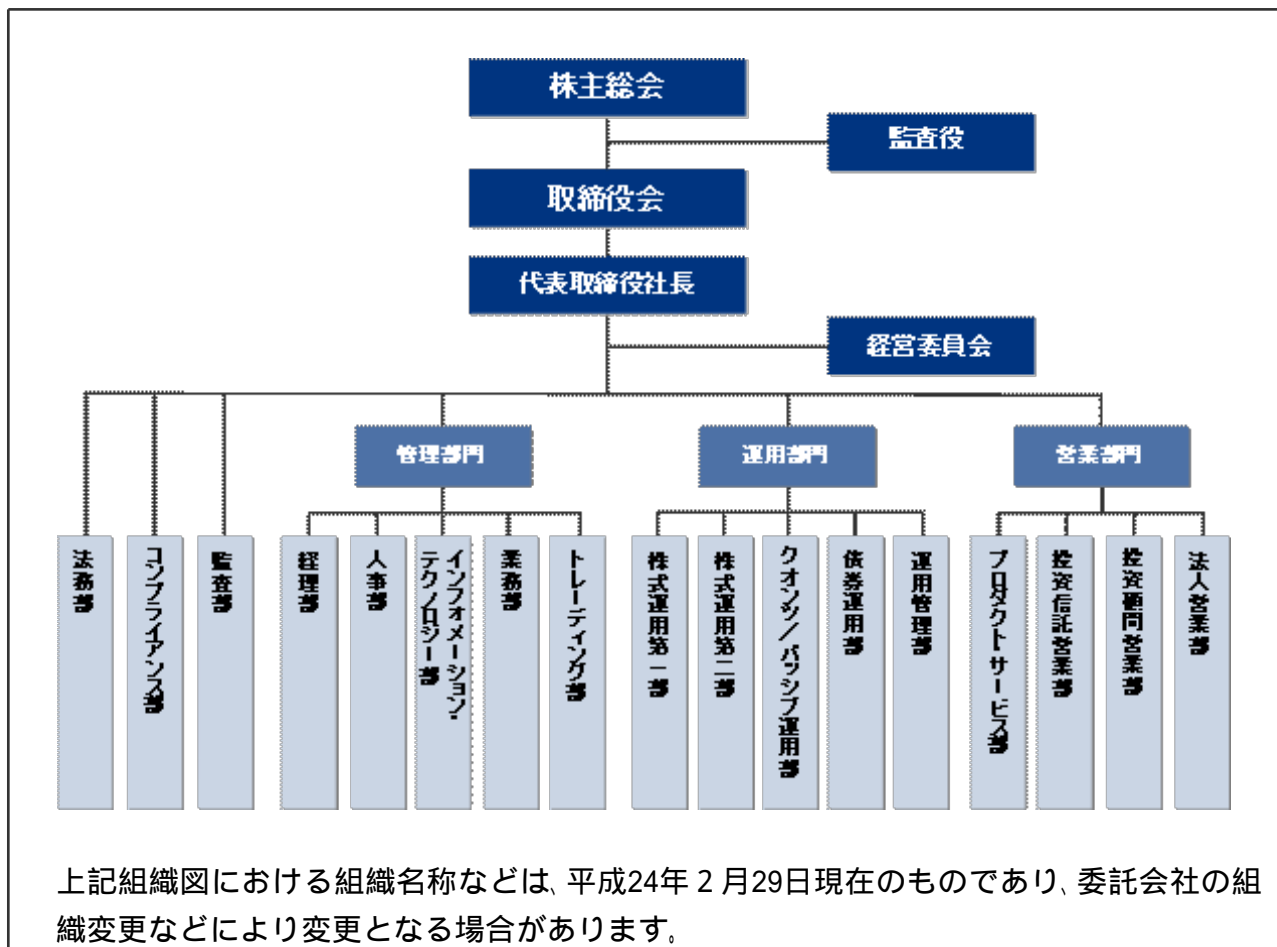 株主総会
監査役
取締役会
代表取締役社長
経営委員会
管理部門
運用部門
営業部門
法務部
コンプライアンス部
監査部
経理部
人事部
インフォメーション・
テクノロジー部
業務部
トレーディング部
株式運用第一部
株式運用第二部
クオンツ/パッシブ運用部
債券運用部
運用管理部
プロダクト・サービス部
投資信託営業部
投資顧問営業部
法人営業部
上記組織図における組織名称などは、平成24年2月29日現在のものであり、委託会社の組
織変更などにより変更となる場合があります。